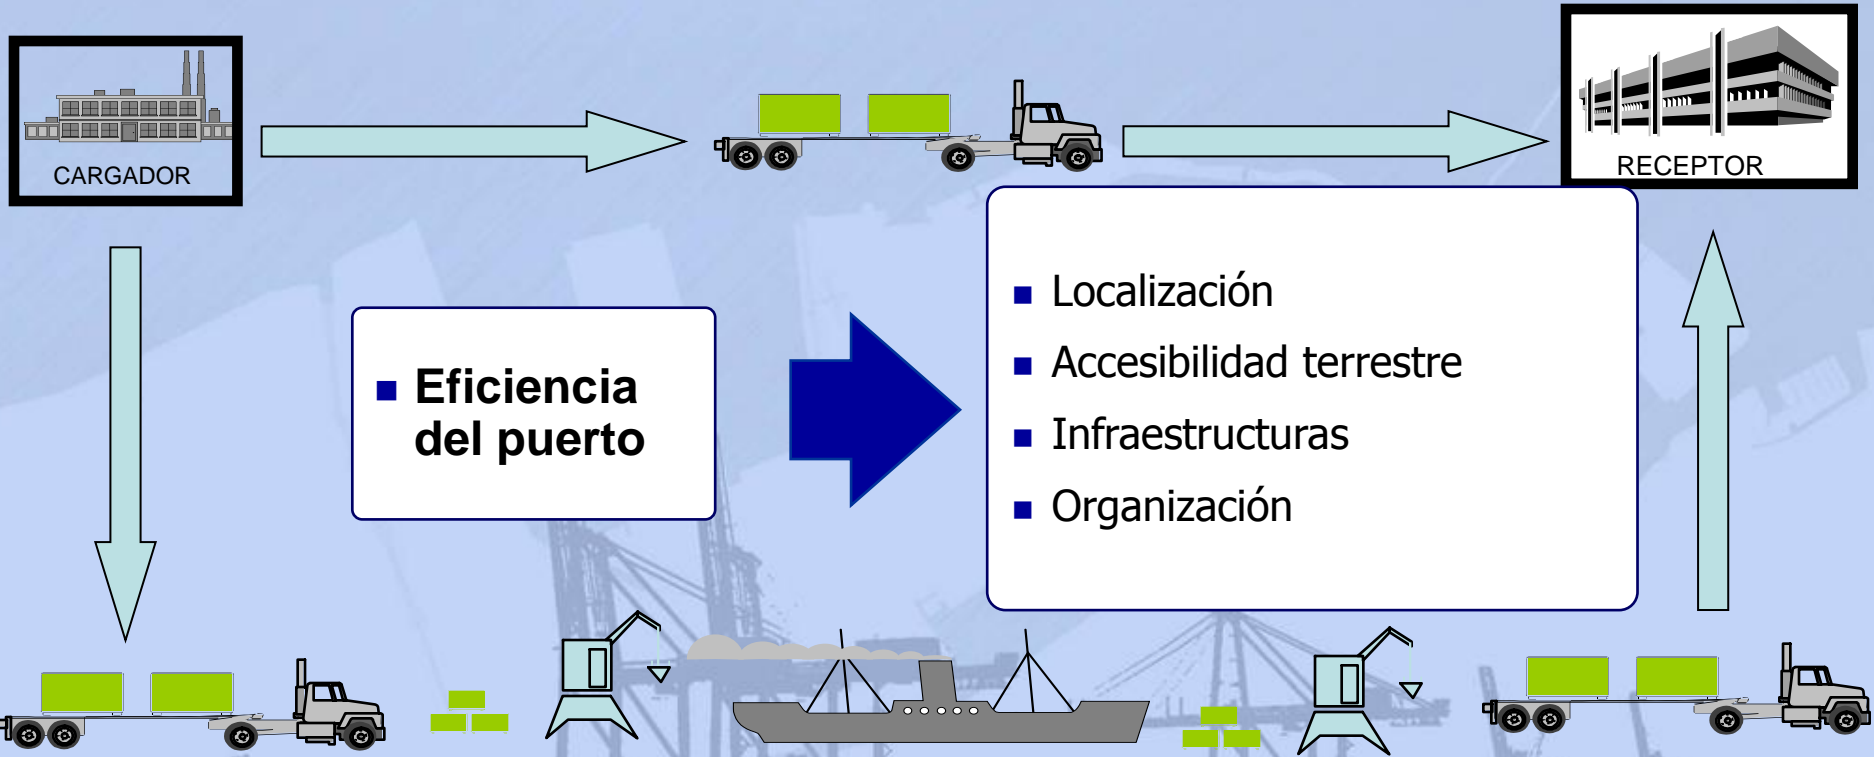 CARGADOR
RECEPTOR
Eficiencia
del puerto
Localización
Accesibilidad terrestre
Infraestructuras
Organización